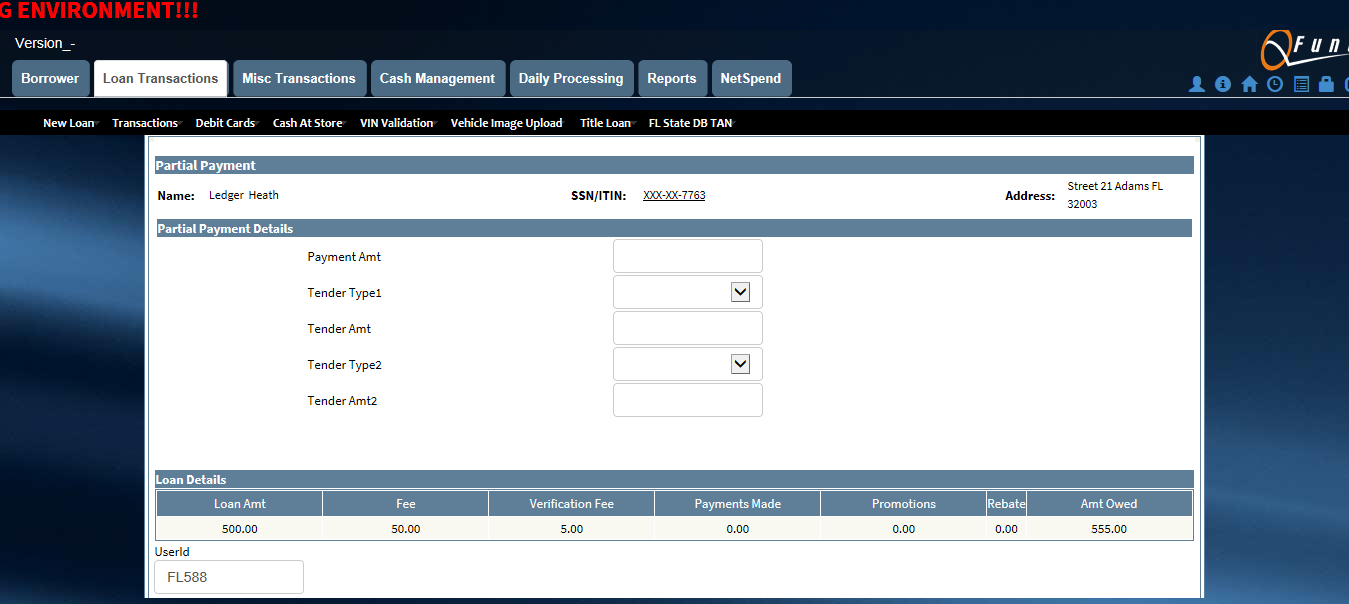 G ENVIRONMENT!!!
Version_-
Borrower Loan Transactions Misc Transactions Cash Management Daily Processing Reports NetSpend
QFun
New Loan Transactions Debit Cards Cash At Store VIN Validation Vehicle Image Upload Title Loan FL State DB TAN
Partial Payment
Name: Ledger Heath SSN/ITIN: XXX-XX-7763 Address: Street 21 Adams FL
32003
Partial Payment Details
Payment Amt
Tender Type1
Tender Amt
Tender Type2
Tender Amt2
Loan Details
Loan Amt Fee Verification Fee Payments Made Promotions Rebate Amt Owed
500.00 50.00 5.00 0.00 0.00 0.00 555.00
UserId
FL588